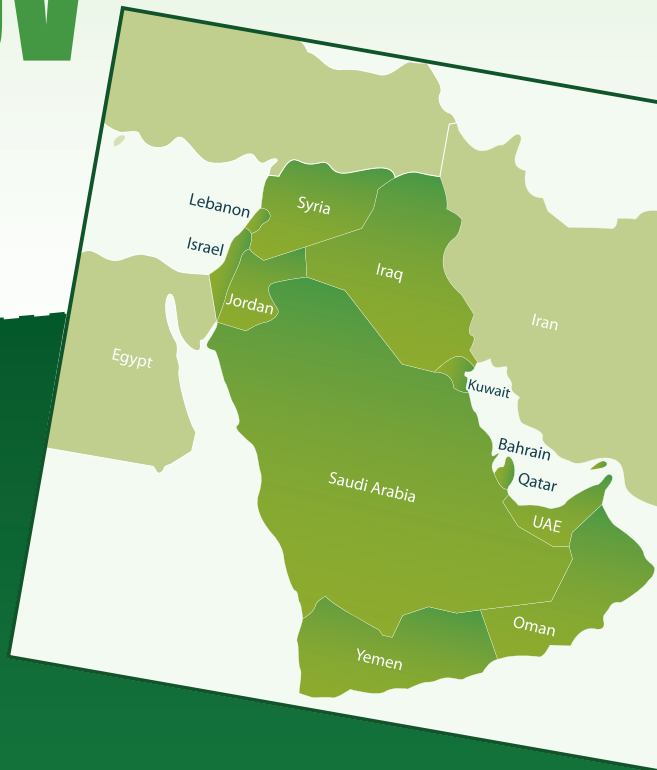 W
Lebanon
Syria
Israel
Iraq
Jordan
Iran
Egypt
Kuwait
Bahrain
Qatar
Saudi Arabia
UAE
Oman
Yemen